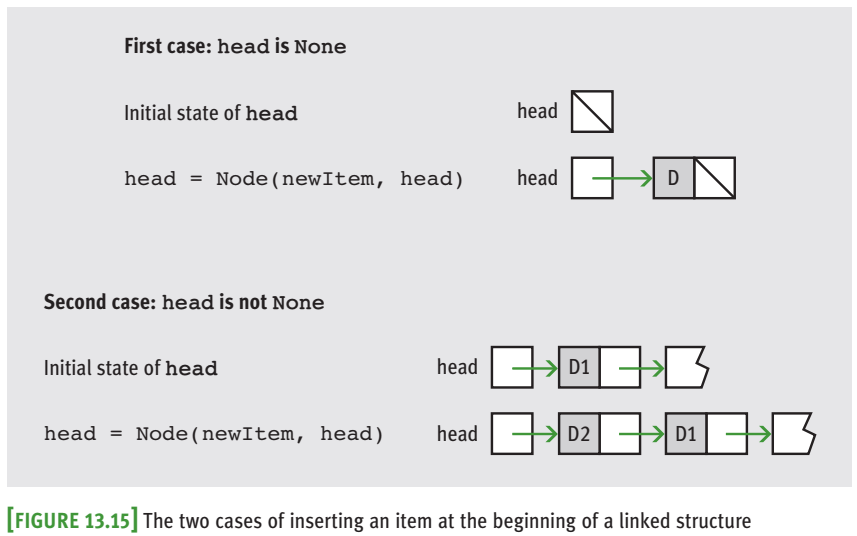 First case: head is None
Initial state of head head
head = Node(newItem, head) head D
Second case: head is not None
Initial state of head head D1
head = Node(newItem, head) head D2 D1
[FIGURE 13.15] The two cases of inserting an item at the beginning of a linked structure